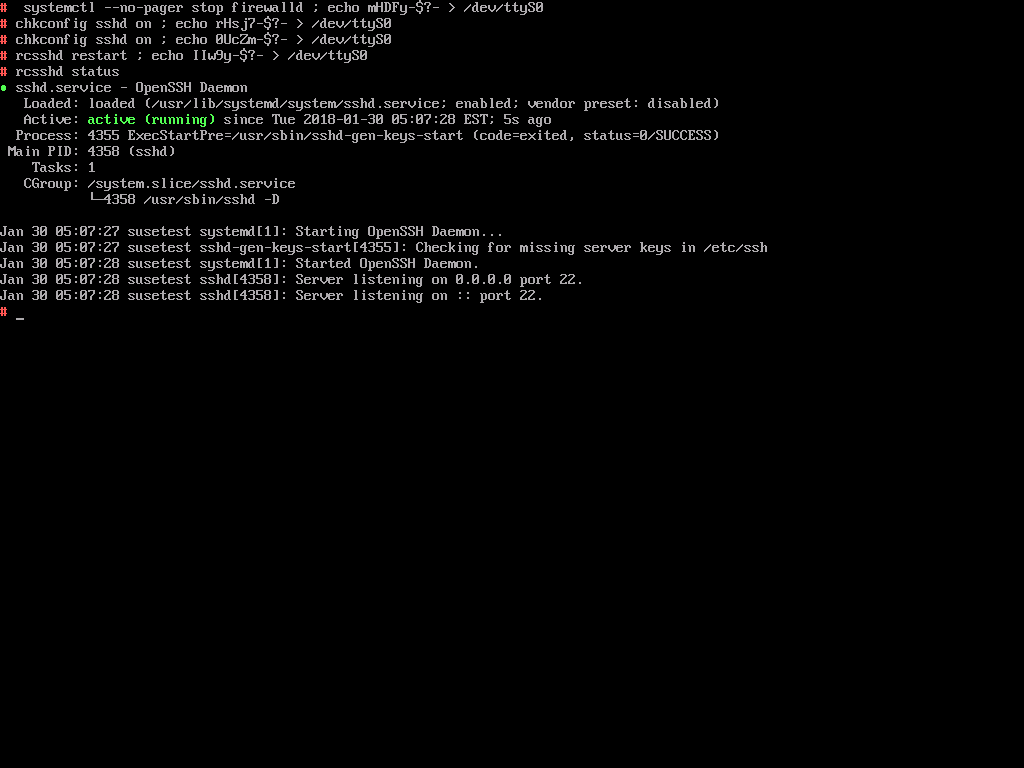 #  systemctl --no-pager stop firewalld ; echo mHDFy-$?- > /dev/ttyS0
# chkconfig sshd on ; echo rHsj7-$?- > /dev/ttyS0
# chkconfig sshd on ; echo 0UcZm-$?- > /dev/ttyS0
# rcsshd restart ; echo IIw9y-$?- > /dev/ttyS0
# rcsshd status
● sshd.service - OpenSSH Daemon
   Loaded: loaded (/usr/lib/systemd/system/sshd.service; enabled; vendor preset: disabled)
   Active: active (running) since Tue 2018-01-30 05:07:28 EST; 5s ago
  Process: 4355 ExecStartPre=/usr/sbin/sshd-gen-keys-start (code=exited, status=0/SUCCESS)
 Main PID: 4358 (sshd)
    Tasks: 1
   CGroup: /system.slice/sshd.service
           └─4358 /usr/sbin/sshd -D
Jan 30 05:07:27 susetest systemd[1]: Starting OpenSSH Daemon...
Jan 30 05:07:27 susetest sshd-gen-keys-start[4355]: Checking for missing server keys in /etc/ssh
Jan 30 05:07:28 susetest systemd[1]: Started OpenSSH Daemon.
Jan 30 05:07:28 susetest sshd[4358]: Server listening on 0.0.0.0 port 22.
Jan 30 05:07:28 susetest sshd[4358]: Server listening on :: port 22.
# _